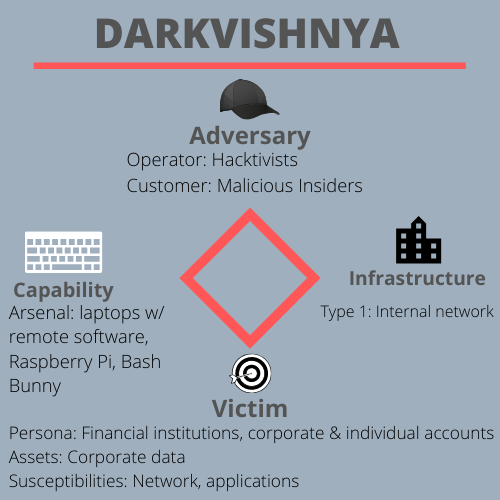 DARKVISHNYA
Adversary
Operator: Hacktivists
Customer: Malicious Insiders
Capability
Arsenal: laptops w/
remote software,
Raspberry Pi, Bash
Bunny
Infrastructure
Type 1: Internal network
Victim
Persona: Financial institutions, corporate & individual accounts
Assets: Corporate data
Susceptibilities: Network, applications